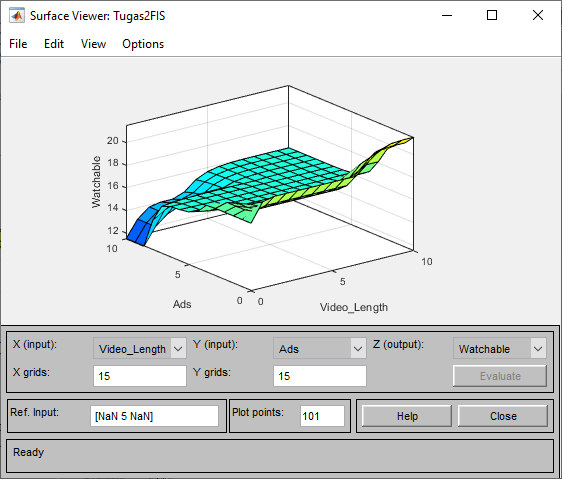 Surface Viewer: Tugas2FIS
File Edit View Options
20
18
16
14
12
Watchable
10
5
0
Ads
0
5
10
Video_Length
X (input): Video_Length Y (input): Ads Z (output): Watchable
X grids: 15 Y grids: 15 Evaluate
Ref. Input: [NaN 5 NaN] Plot points: 101 Help Close
Ready